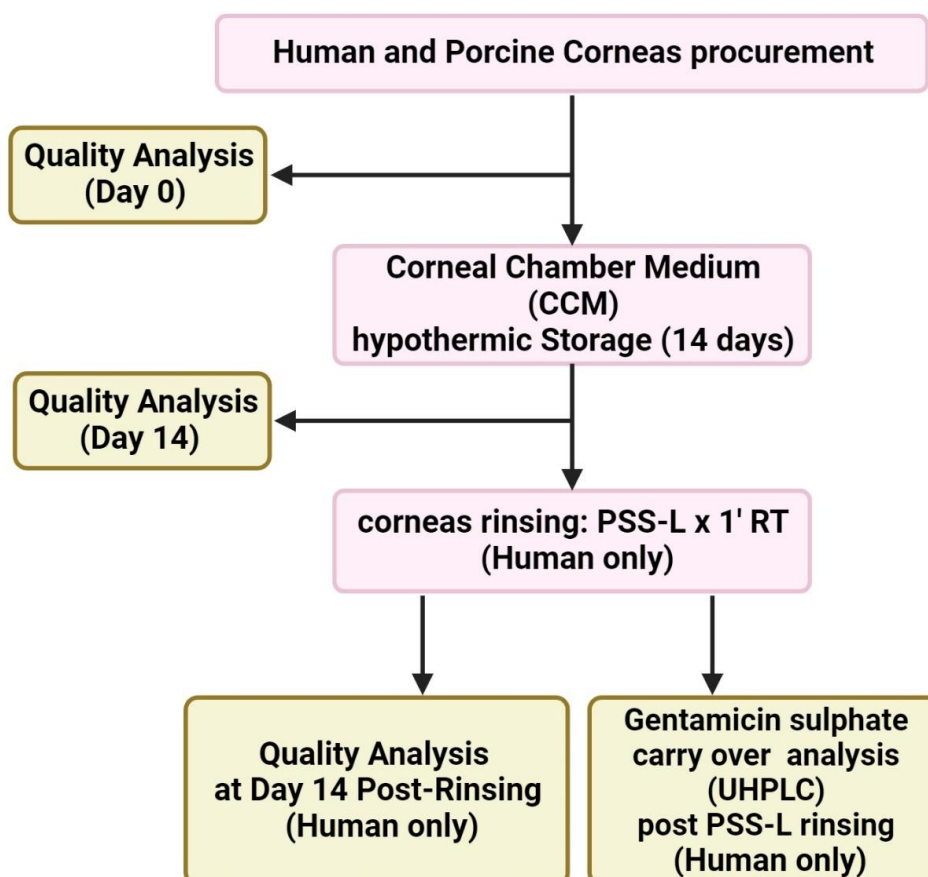 Human and Porcine Corneas procurement
Quality Analysis
(Day 0)
Corneal Chamber Medium
(CCM)
hypothermic Storage (14 days)
Quality Analysis
(Day 14)
corneas rinsing: PSS-L x 1' RT
(Human only)
Quality Analysis
at Day 14 Post-Rinsing
(Human only)
Gentamicin sulphate
carry over analysis
(UHPLC)
post PSS-L rinsing
(Human only)